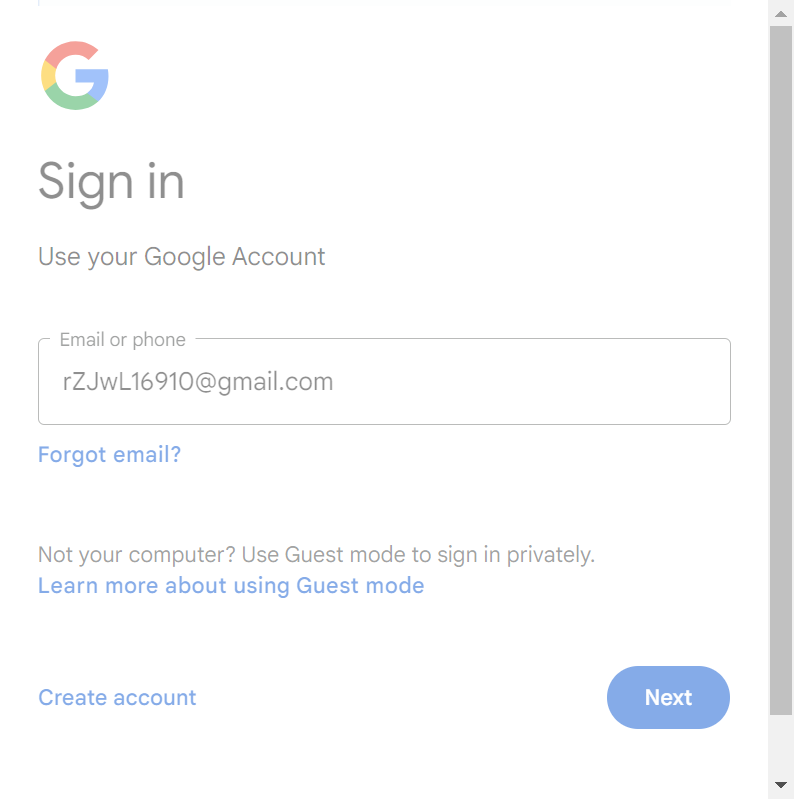 Sign in
Use your Google Account
Email or phone
rZJwL16910@gmail.com
Forgot email?
Not your computer? Use Guest mode to sign in privately.
Learn more about using Guest mode
Create account
Next